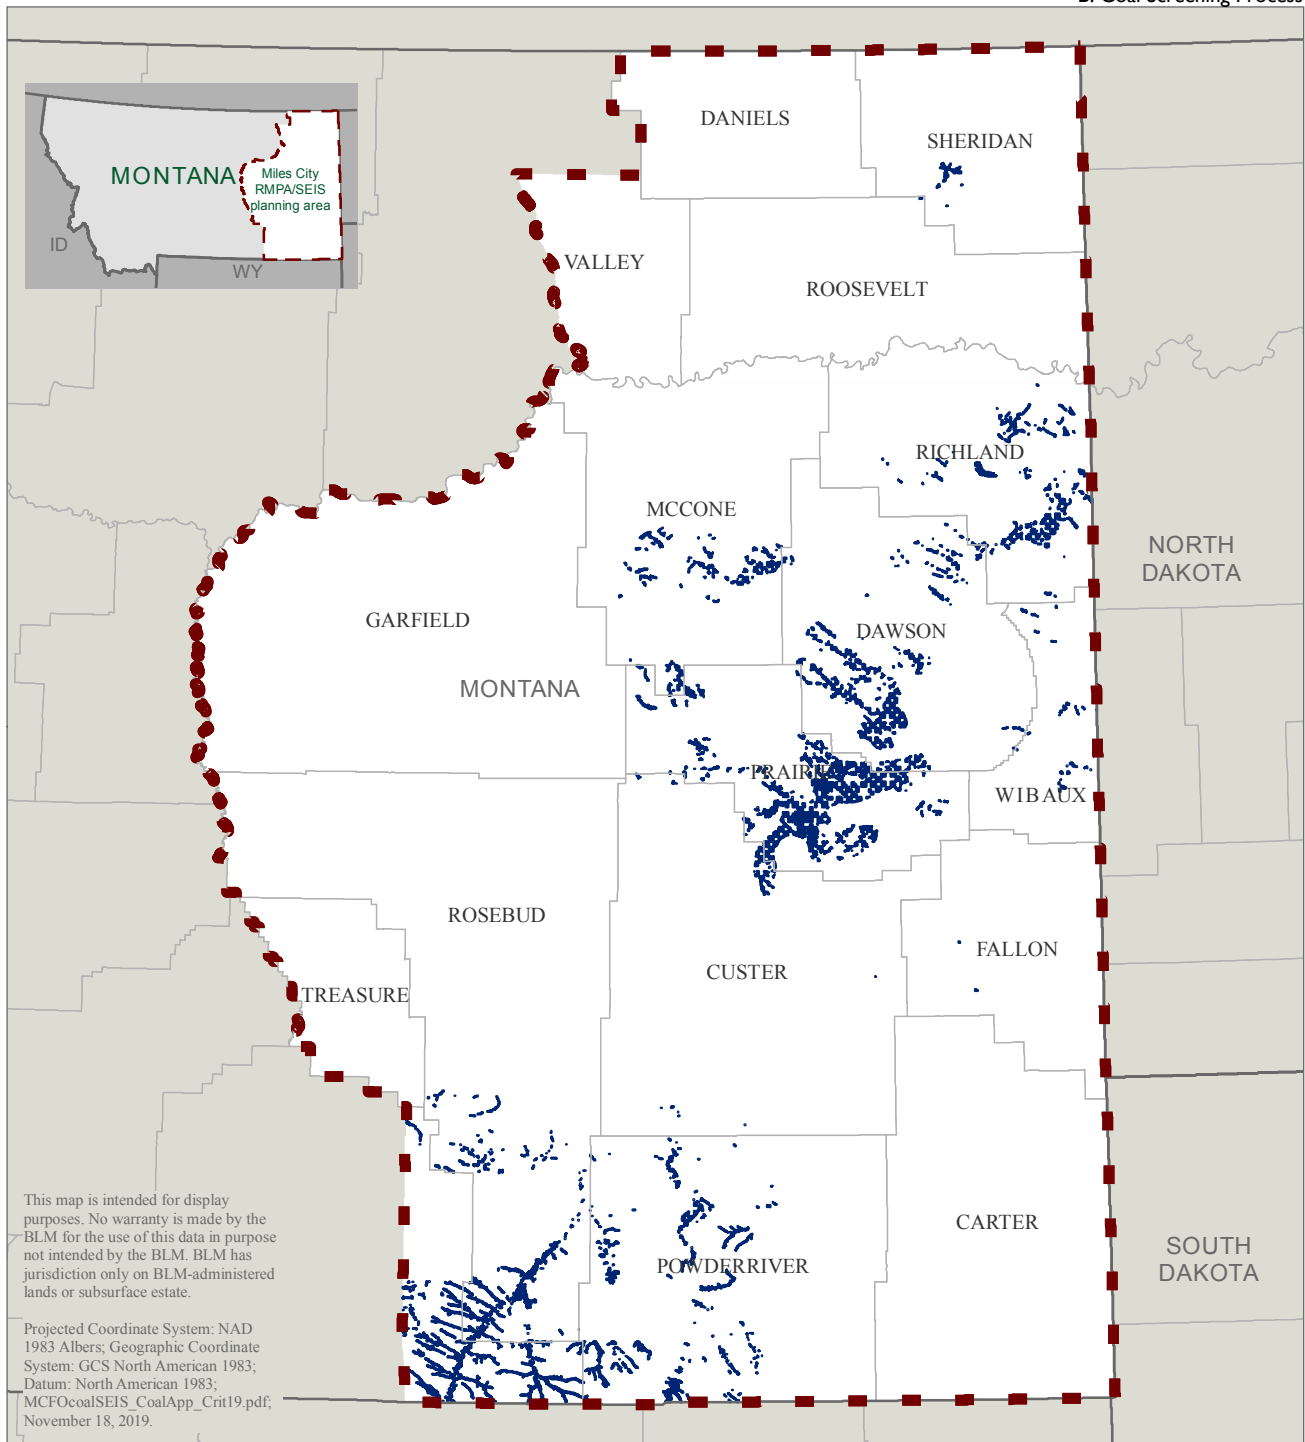 B. Coal Screening Process
DANIELS
SHERIDAN
MONTANA
Miles City
RMPA/SEIS
planning area
ID
WY
VALLEY
ROOSEVELT
RICHLAND
MCCONE
NORTH
DAKOTA
GARFIELD
DAWSON
MONTANA
PRAIRIE
WIBAUX
ROSEBUD
FALLON
CUSTER
TREASURE
This map is intended for display
purposes. No warranty is made by the
BLM for the use of this data in purpose
not intended by the BLM. BLM has
jurisdiction only on BLM-administered
lands or subsurface estate.
CARTER
SOUTH
DAKOTA
POWDERRIVER
Projected Coordinate System: NAD
1983 Albers; Geographic Coordinate
System: GCS North American 1983;
Datum: North American 1983;
MCFOcoalSEIS_CoalApp_Crit19.pdf;
November 18, 2019.